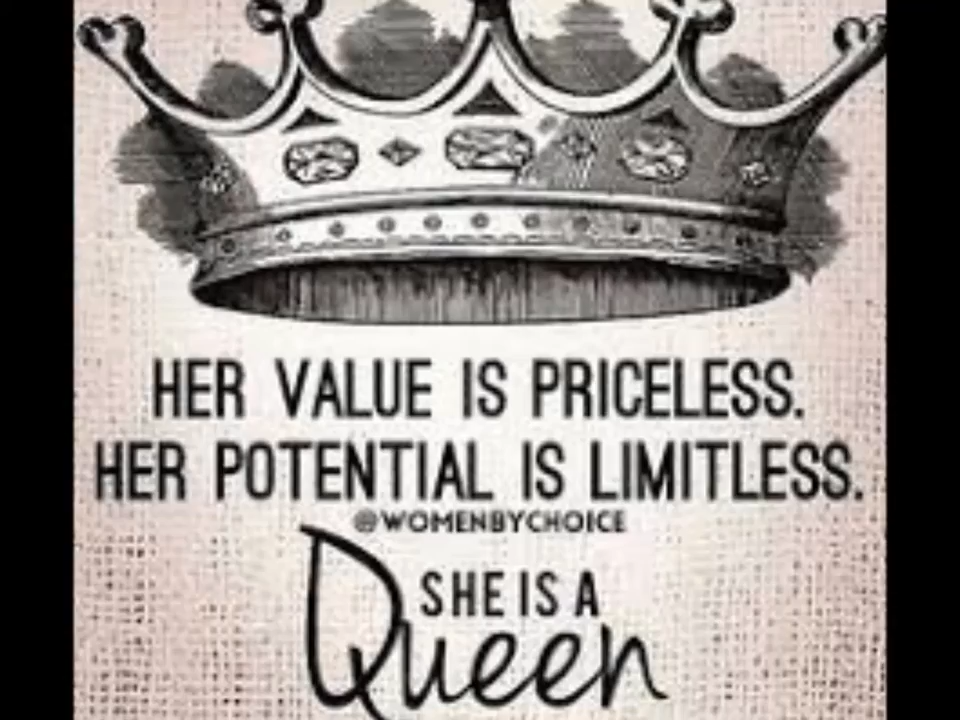 HER VALUE IS PRICELESS.
HER POTENTIAL IS LIMITLESS.
@WOMENBYCHOICE
SHE IS A
Queen